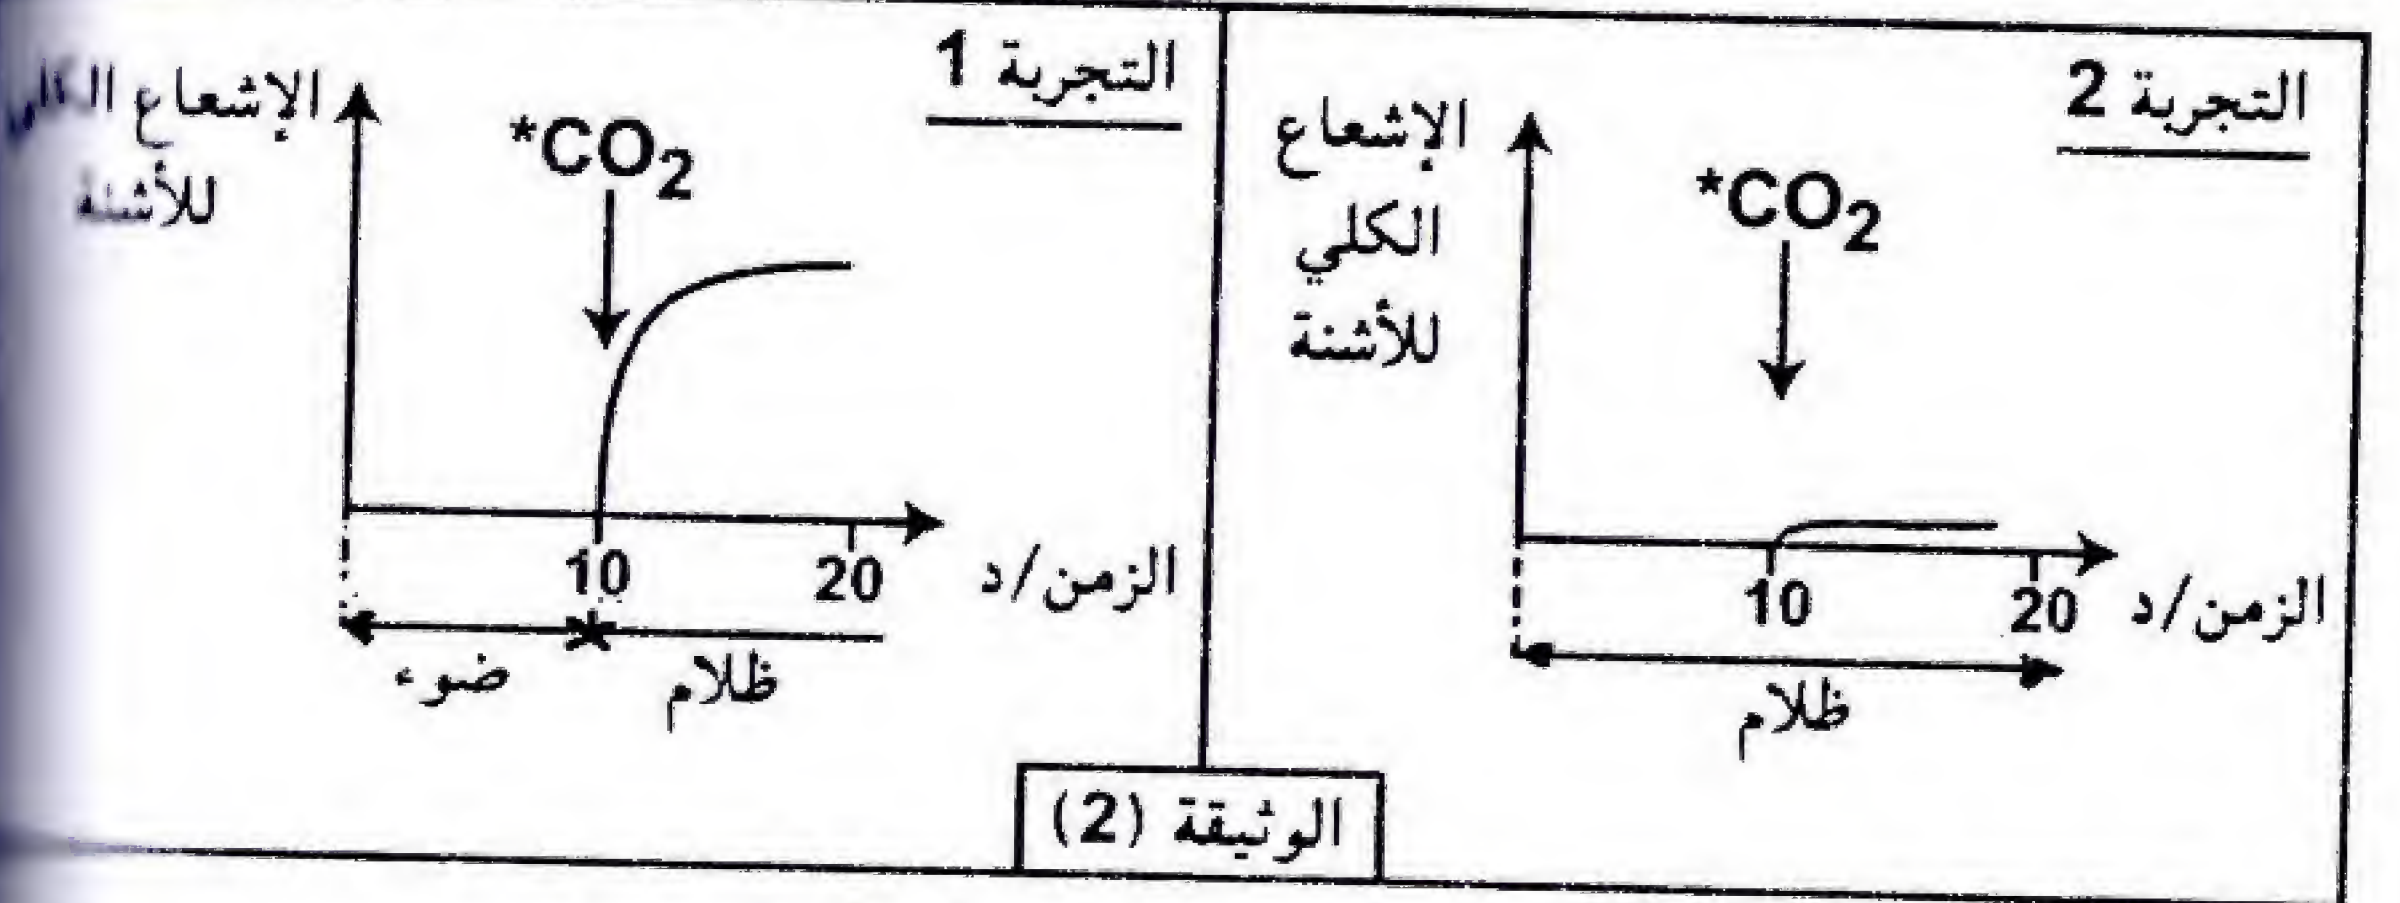 التجربة 1
*CO2
الإشعاع الكلي
للأشنة
10
20
الزمن/د
ضوء
ظلام
التجربة 2
*CO2
الإشعاع
الكلي
للأشنة
10
20
الزمن/د
ظلام
الوثيقة (2)